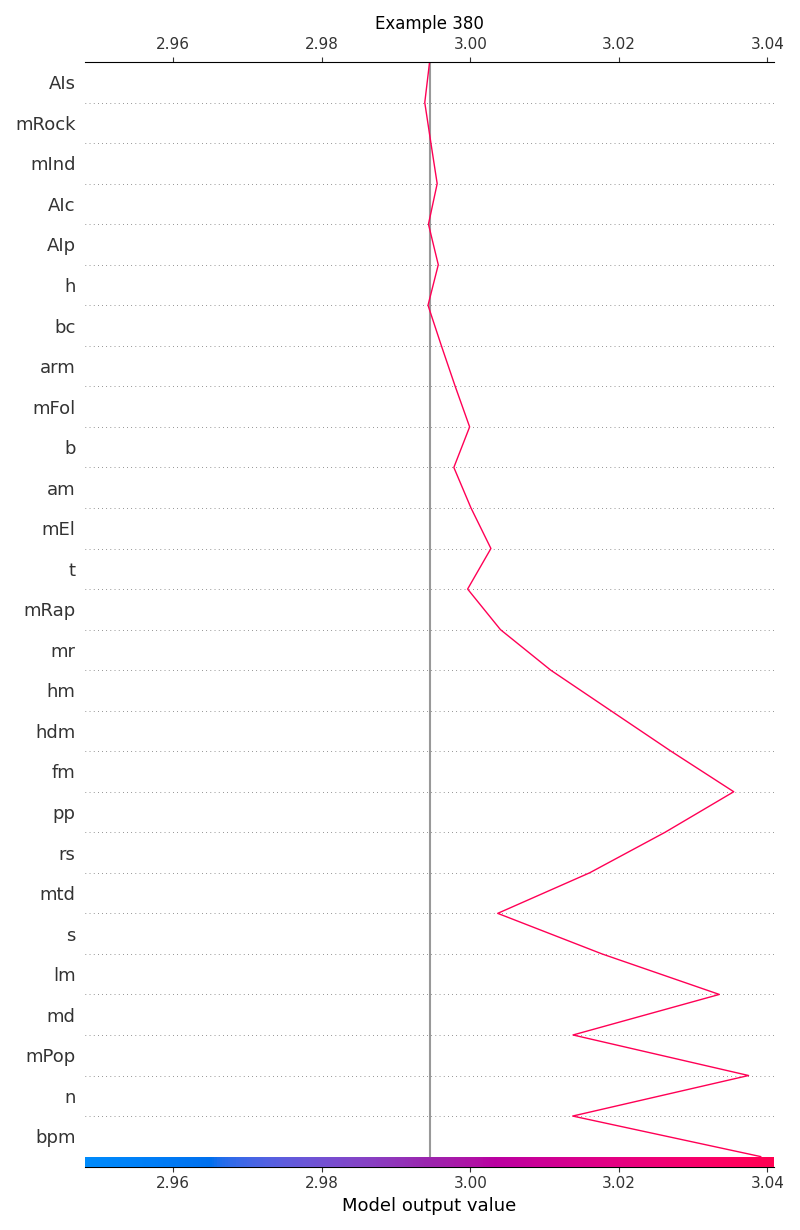 Example 380
2.96 2.98 3.00 3.02 3.04
AIs
mRock
mInd
AIc
AIp
h
bc
arm
mFol
b
am
mEl
t
mRap
mr
hm
hdm
fm
pp
rs
mtd
s
lm
md
mPop
n
bpm
2.96 2.98 3.00 3.02 3.04
Model output value